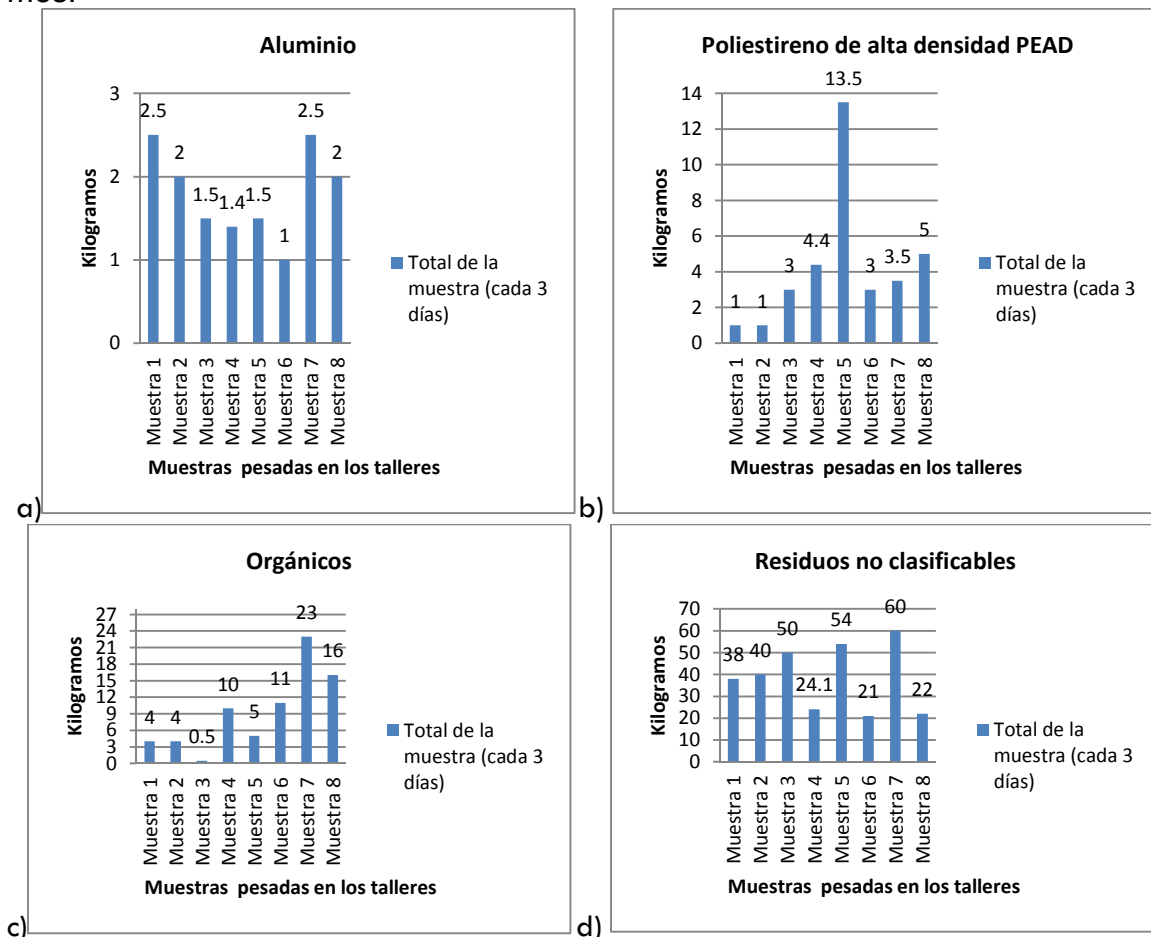 Aluminio
3
2
1
0
Kilogramos
2.5
2
1.5
1.4
1.5
1
2.5
2
Muestra 1
Muestra 2
Muestra 3
Muestra 4
Muestra 5
Muestra 6
Muestra 7
Muestra 8
Muestras pesadas en los talleres
Total de la
muestra (cada 3
días)
a)
Poliestireno de alta densidad PEAD
14
12
10
8
6
4
2
0
Kilogramos
1
1
3
4.4
13.5
3
3.5
5
Muestra 1
Muestra 2
Muestra 3
Muestra 4
Muestra 5
Muestra 6
Muestra 7
Muestra 8
Muestras pesadas en los talleres
Total de la
muestra (cada 3
días)
b)
Orgánicos
27
24
21
18
15
12
9
6
3
0
Kilogramos
4
4
0.5
10
5
11
23
16
Muestra 1
Muestra 2
Muestra 3
Muestra 4
Muestra 5
Muestra 6
Muestra 7
Muestra 8
Muestras pesadas en los talleres
Total de la
muestra (cada 3
días)
c)
Residuos no clasificables
70
60
50
40
30
20
10
0
Kilogramos
38
40
50
24.1
54
21
60
22
Muestra 1
Muestra 2
Muestra 3
Muestra 4
Muestra 5
Muestra 6
Muestra 7
Muestra 8
Muestras pesadas en los talleres
Total de la
muestra (cada 3
días)
d)